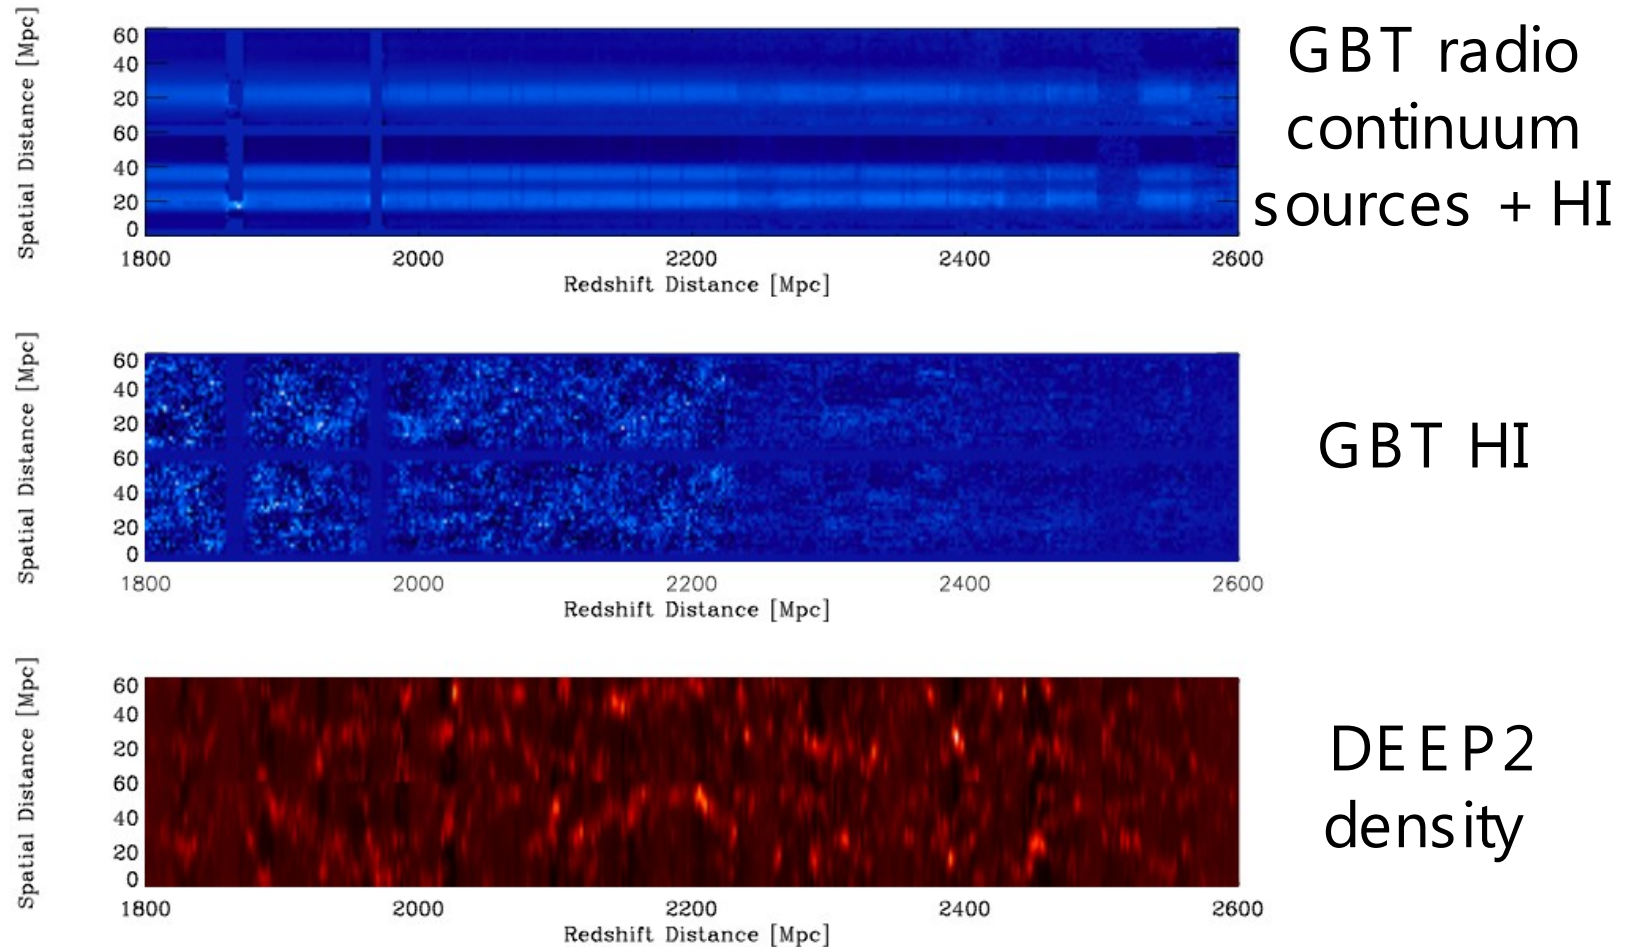 Spatial Distance [Mpc]
60
40
20
60
40
20
0
1800 2000 2200 2400 2600
Redshift Distance [Mpc]
GBT radio
continuum
sources + HI
Spatial Distance [Mpc]
60
40
20
60
40
20
0
1800 2000 2200 2400 2600
Redshift Distance [Mpc]
GBT HI
Spatial Distance [Mpc]
60
40
20
60
40
20
0
1800 2000 2200 2400 2600
Redshift Distance [Mpc]
DEEP2
density